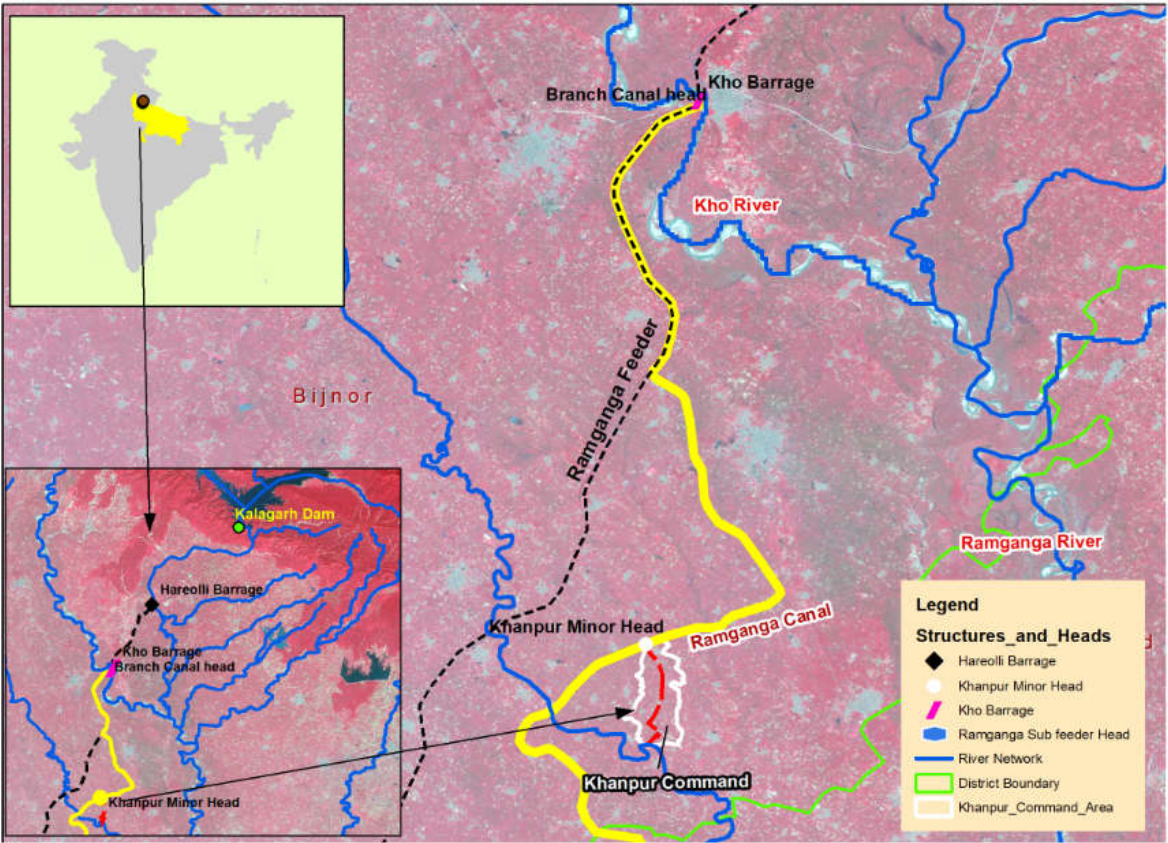 Kho Barrage
Branch Canal head
Kho River
Ramganga Feeder
Bijnor
Kalagarh Dam
Ramganga River
Hareolli Barrage
Khanpur Minor Head
Ramganga Canal
Kho Barrage
Branch Canal head
Khanpur Command
Khanpur Minor Head
Legend
Structures_and_Heads
Hareolli Barrage
Khanpur Minor Head
Kho Barrage
Ramganga Sub feeder Head
River Network
District Boundary
Khanpur_Command_Area